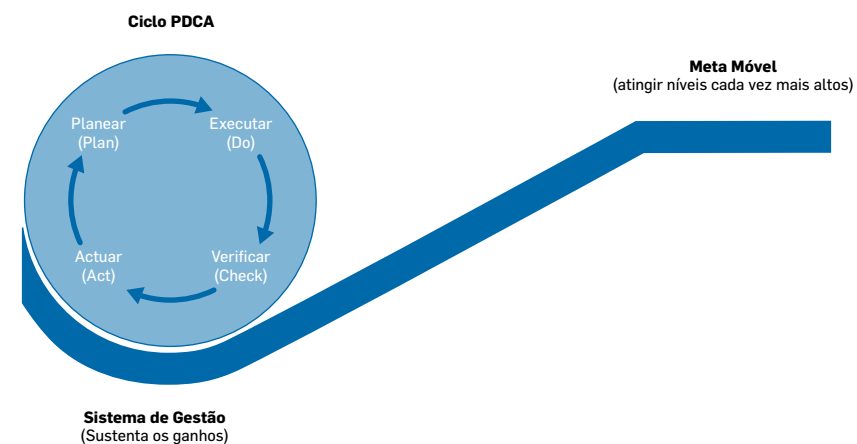 Ciclo PDCA
Meta Móvel
(atingir níveis cada vez mais altos)
Planear
(Plan)
Executar
(Do)
Actuar
(Act)
Verificar
(Check)
Sistema de Gestão
(Sustenta os ganhos)